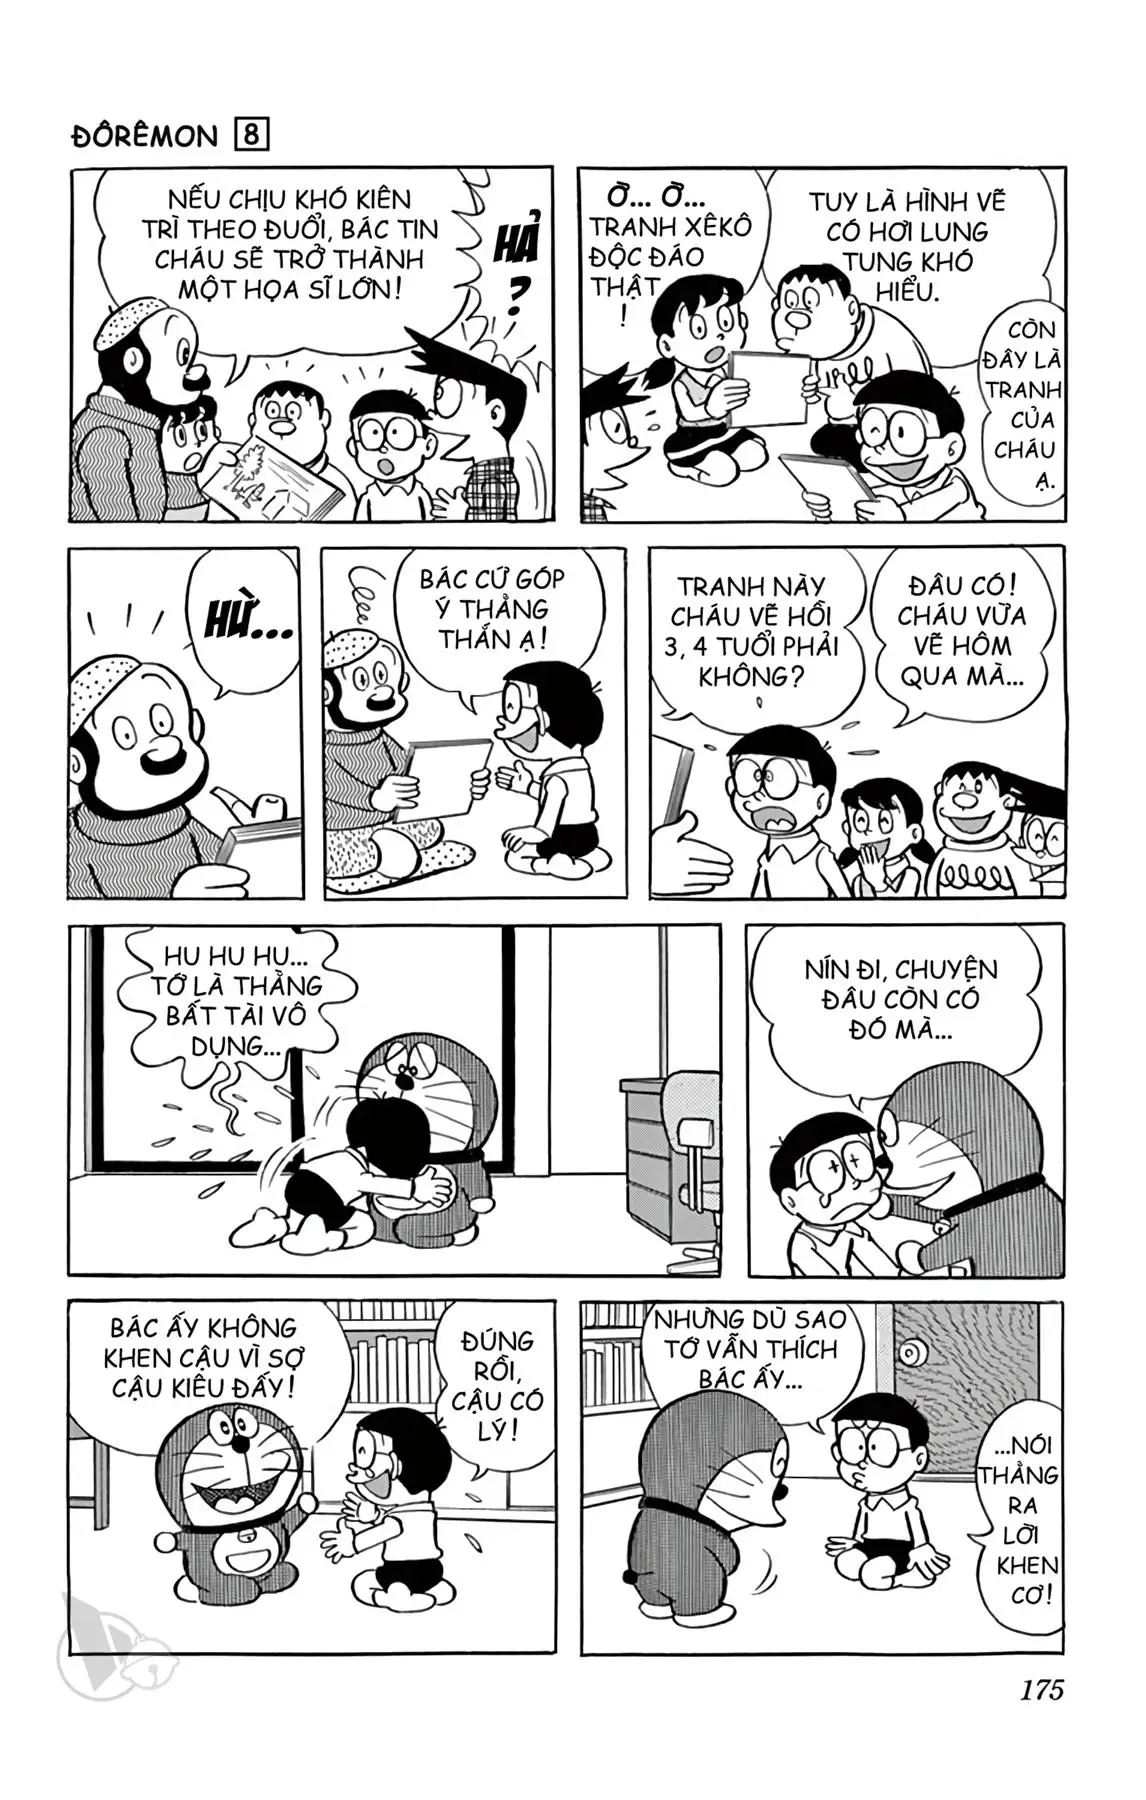 ĐÔRÊMON 8
NẾU CHỊU KHÓ KIÊN
TRÌ THEO ĐUỔI, BÁC TIN
CHÁU SẼ TRỞ THÀNH
MỘT HỌA SĨ LỚN!
HẢ
?
Ờ... Ờ...
TRANH XÊKÔ
ĐỘC ĐÁO
THẬT
!
TUY LÀ HÌNH VẼ
CÓ HƠI LUNG
TUNG KHÓ
HIỂU.
CÒN
ĐÂY LÀ
TRANH
CỦA
CHÁU
Ạ.
HỪ...
BÁC CỨ GÓP
Ý THẲNG
THẮN Ạ!
TRANH NÀY
CHÁU VẼ HỒI
3, 4 TUỔI PHẢI
KHÔNG?
ĐÂU CÓ!
CHÁU VỪA
VẼ HÔM
QUA MÀ...
HU HU HU...
TỚ LÀ THẰNG
BẤT TÀI VÔ
DỤNG...
NÍN ĐI, CHUYỆN
ĐÂU CÒN CÓ
ĐÓ MÀ...
BÁC ẤY KHÔNG
KHEN CẬU VÌ SỢ
CẬU KIÊU ĐẤY!
ĐÚNG
RỒI,
CẬU CÓ
LÝ!
NHƯNG DÙ SAO
TỚ VẪN THÍCH
BÁC ẤY...
...NÓI
THẲNG
RA
LỜI
KHEN
CƠ!
175